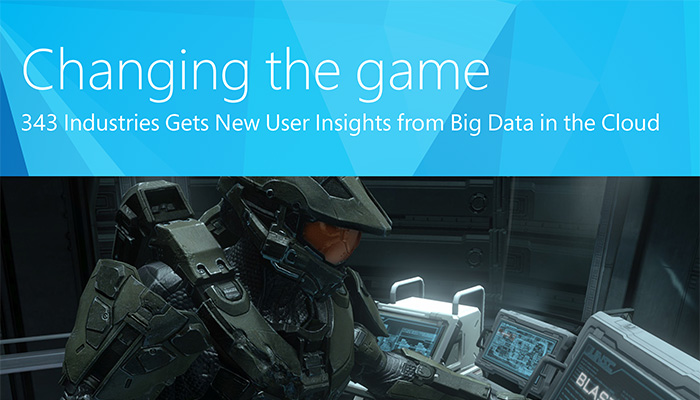 Changing the game
343 Industries Gets New User Insights from Big Data in the Cloud